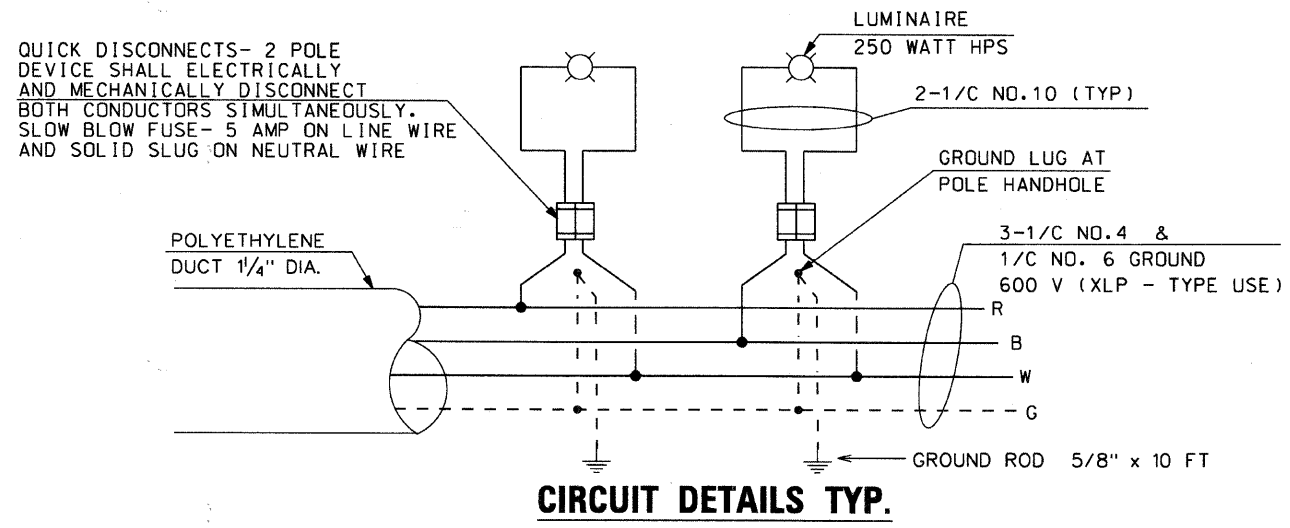 QUICK DISCONNECTS- 2 POLE
DEVICE SHALL ELECTRICALLY
AND MECHANICALLY DISCONNECT
BOTH CONDUCTORS SIMULTANEOUSLY.
SLOW BLOW FUSE- 5 AMP ON LINE WIRE
AND SOLID SLUG ON NEUTRAL WIRE
LUMINAIRE
250 WATT HPS
2-1/C NO.10 (TYP)
GROUND LUG AT
POLE HANDHOLE
POLYETHYLENE
DUCT 1 1/4" DIA.
3-1/C NO.4 &
1/C NO. 6 GROUND
600 V (XLP - TYPE USE)
R
B
W
G
GROUND ROD 5/8" x 10 FT
CIRCUIT DETAILS TYP.